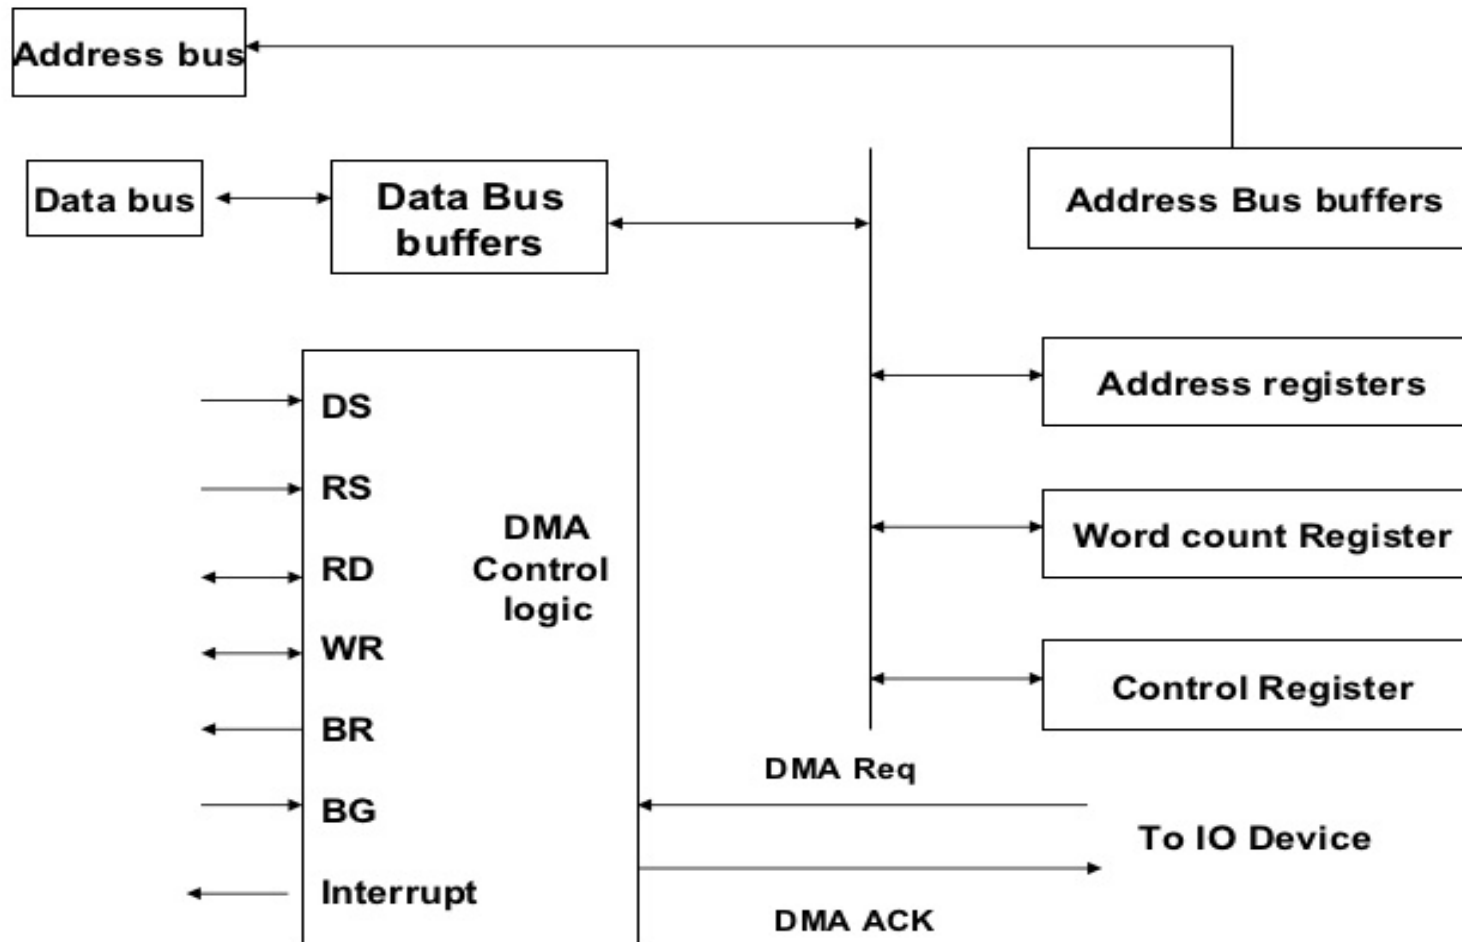 Address bus
Data bus
Data Bus
buffers
Address Bus buffers
Address registers
Word count Register
Control Register
DS
RS
RD
WR
BR
BG
Interrupt
DMA
Control
logic
DMA Req
To IO Device
DMA ACK